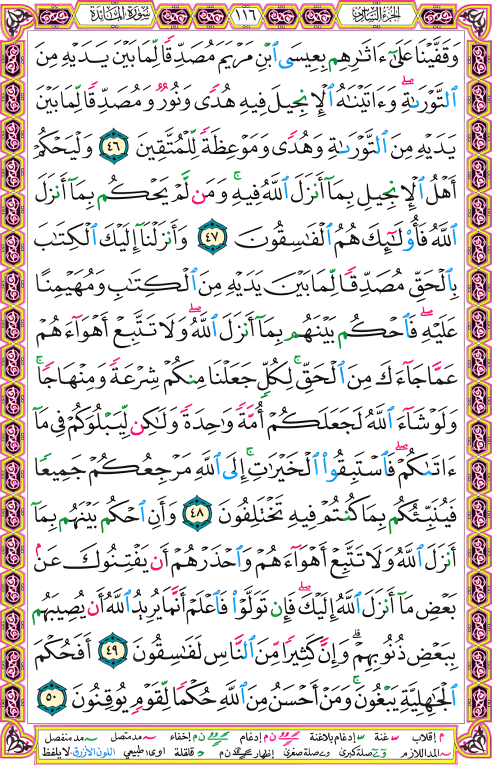 الجزء السادس ١١٦ سورة المائدة
وَقَفَّيْنَا عَلَىٰٓ ءَاثَٰرِهِم بِعِيسَى ٱبْنِ مَرْيَمَ مُصَدِّقًا لِّمَا بَيْنَ يَدَيْهِ مِنَ
ٱلتَّوْرَىٰةِ ۖ وَءَاتَيْنَٰهُ ٱلْإِنجِيلَ فِيهِ هُدًى وَنُورٌ وَمُصَدِّقًا لِّمَا بَيْنَ
يَدَيْهِ مِنَ ٱلتَّوْرَىٰةِ وَهُدًى وَمَوْعِظَةً لِّلْمُتَّقِينَ ٤٦ وَلْيَحْكُمْ
أَهْلُ ٱلْإِنجِيلِ بِمَآ أَنزَلَ ٱللَّهُ فِيهِ ۚ وَمَن لَّمْ يَحْكُم بِمَآ أَنزَلَ
ٱللَّهُ فَأُو۟لَٰٓئِكَ هُمُ ٱلْفَٰسِقُونَ ٤٧ وَأَنزَلْنَآ إِلَيْكَ ٱلْكِتَٰبَ
بِٱلْحَقِّ مُصَدِّقًا لِّمَا بَيْنَ يَدَيْهِ مِنَ ٱلْكِتَٰبِ وَمُهَيْمِنًا
عَلَيْهِ ۖ فَٱحْكُم بَيْنَهُم بِمَآ أَنزَلَ ٱللَّهُ ۖ وَلَا تَتَّبِعْ أَهْوَآءَهُمْ
عَمَّا جَآءَكَ مِنَ ٱلْحَقِّ ۚ لِكُلٍّ جَعَلْنَا مِنكُمْ شِرْعَةً وَمِنْهَاجًا ۚ
وَلَوْ شَآءَ ٱللَّهُ لَجَعَلَكُمْ أُمَّةً وَٰحِدَةً وَلَٰكِن لِّيَبْلُوَكُمْ فِى مَآ
ءَاتَىٰكُمْ ۖ فَٱسْتَبِقُوا۟ ٱلْخَيْرَٰتِ ۚ إِلَى ٱللَّهِ مَرْجِعُكُمْ جَمِيعًا
فَيُنَبِّئُكُم بِمَا كُنتُمْ فِيهِ تَخْتَلِفُونَ ٤٨ وَأَنِ ٱحْكُم بَيْنَهُم بِمَآ
أَنزَلَ ٱللَّهُ وَلَا تَتَّبِعْ أَهْوَآءَهُمْ وَٱحْذَرْهُمْ أَن يَفْتِنُوكَ عَنۢ
بَعْضِ مَآ أَنزَلَ ٱللَّهُ إِلَيْكَ ۖ فَإِن تَوَلَّوْا۟ فَٱعْلَمْ أَنَّمَا يُرِيدُ ٱللَّهُ أَن يُصِيبَهُم
بِبَعْضِ ذُنُوبِهِمْ ۗ وَإِنَّ كَثِيرًا مِّنَ ٱلنَّاسِ لَفَٰسِقُونَ ٤٩ أَفَحُكْمَ
ٱلْجَٰهِلِيَّةِ يَبْغُونَ ۚ وَمَنْ أَحْسَنُ مِنَ ٱللَّهِ حُكْمًا لِّقَوْمٍ يُوقِنُونَ ٥٠
م إقلاب غنة إدغام بلاغنة ن م إدغام ن م إخفاء مد متصل مد منفصل
المد اللازم وصلة كبرى وصلة صغرى إظهار قلقلة اوى طبيعي اللون الأزرق لا يلفظ